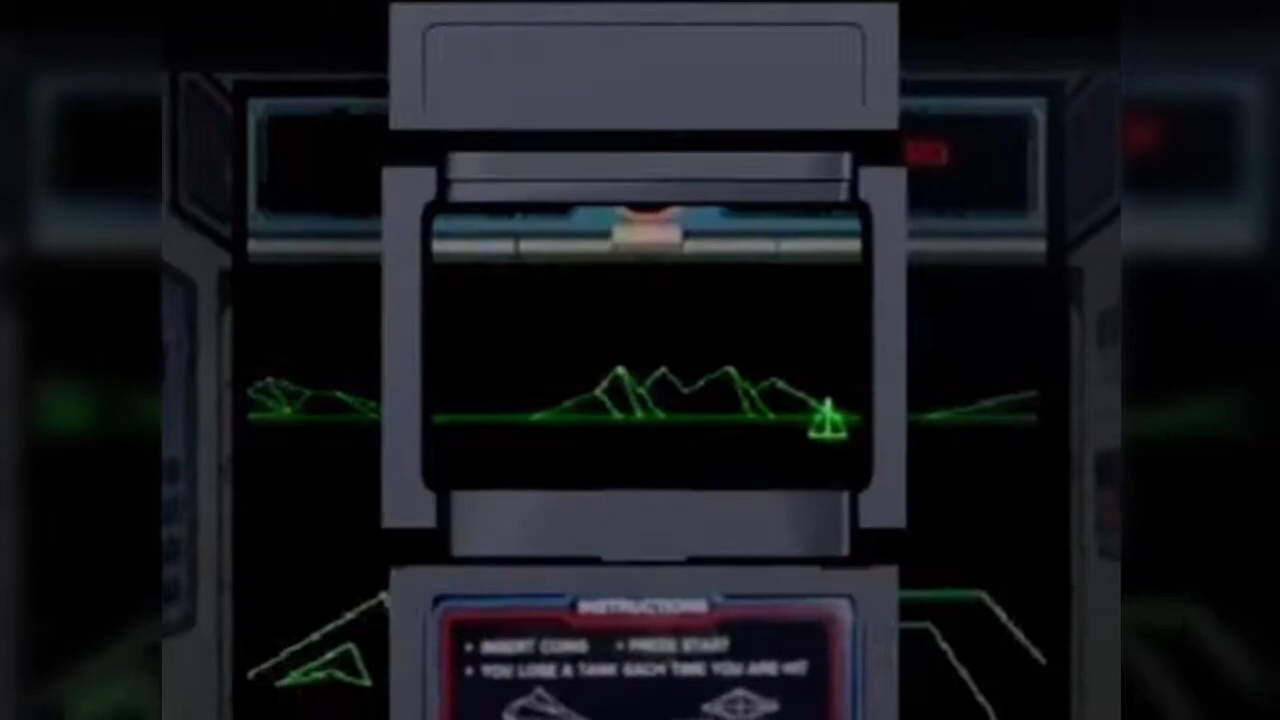 INSTRUCTIONS
• INSERT COINS • PRESS START
• YOU LOSE A TANK EACH TIME YOU ARE HIT